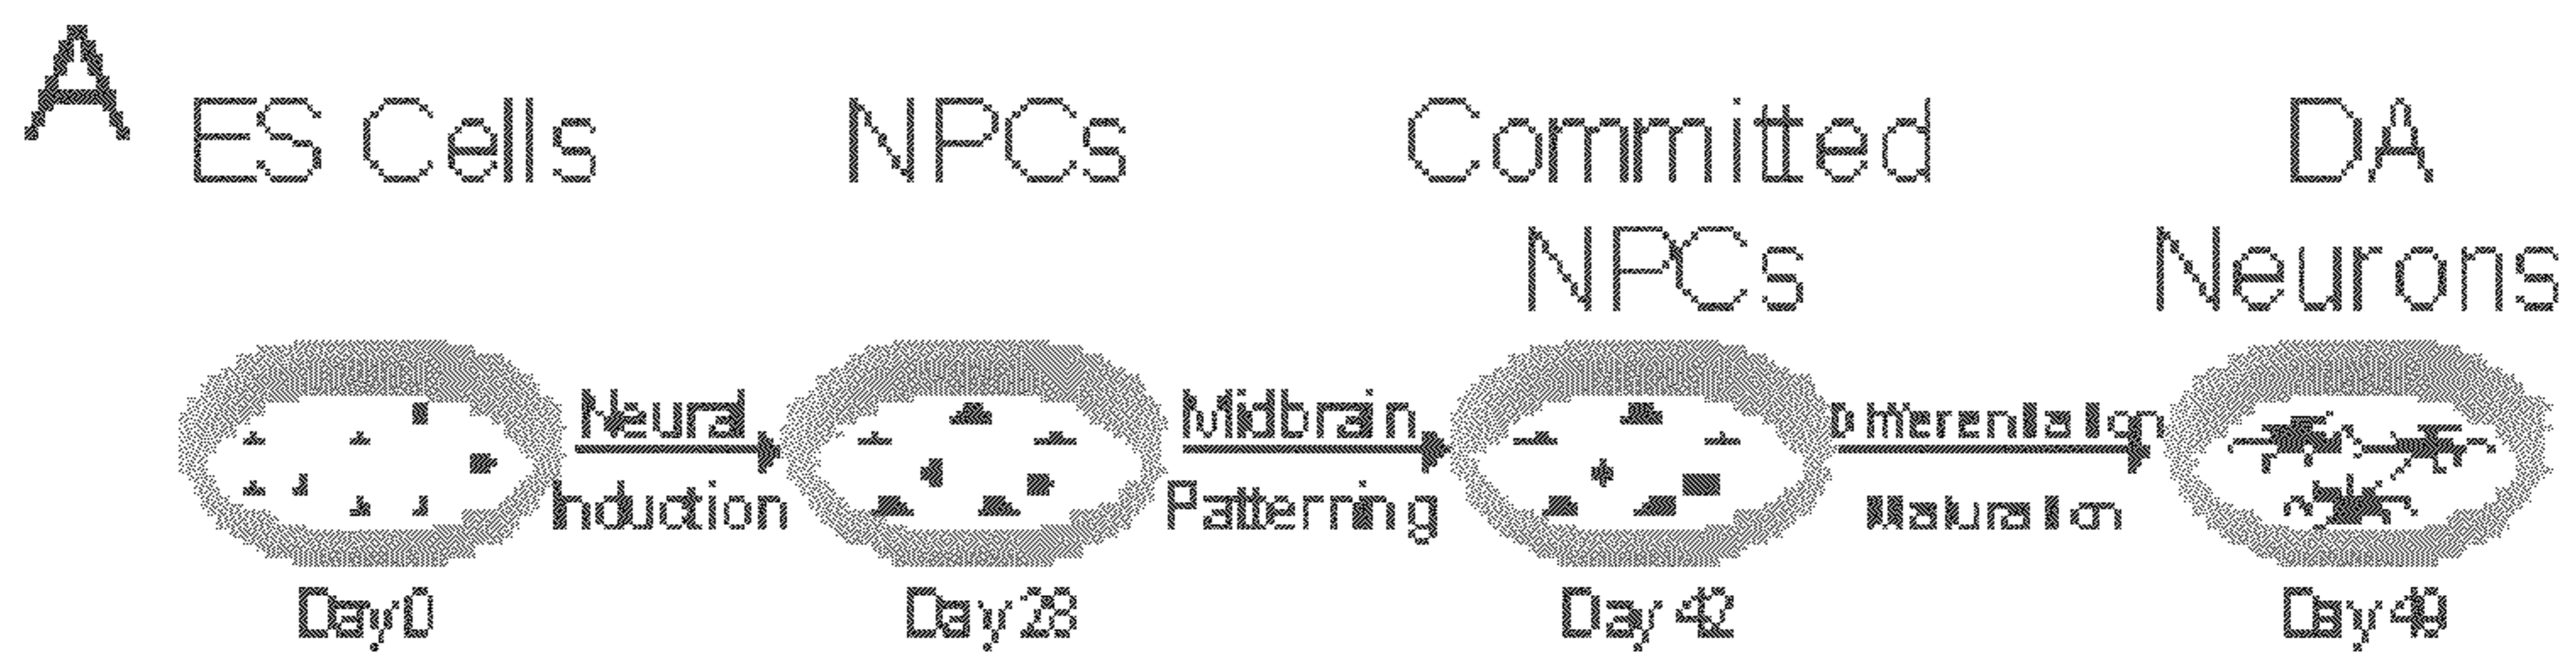 A
ES Cells
NPCs
Committed
NPCs
DA
Neurons
Neural
Induction
Midbrain
Patterning
Differentiation
Maturation
Day 0
Day 28
Day 42
Day 49